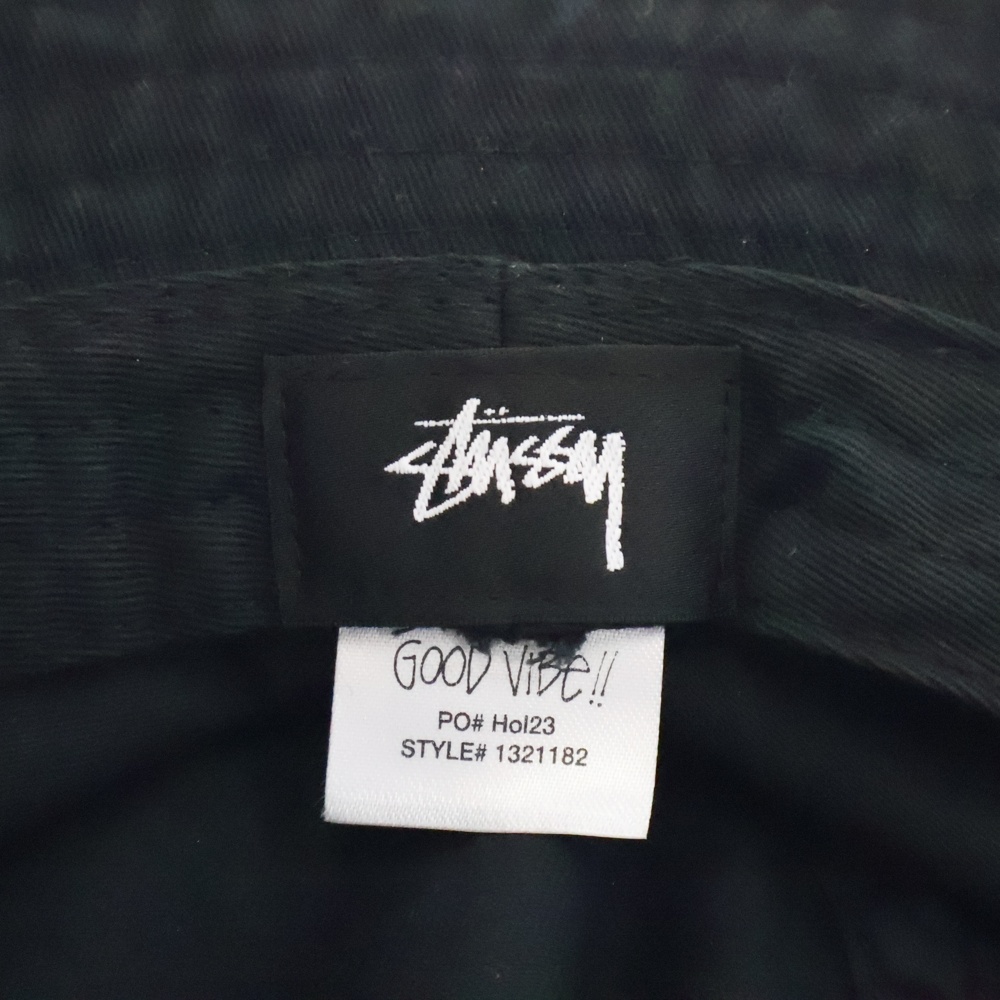 Stüssy
GOOD VIBE!!
PO# Hol23
STYLE# 1321182